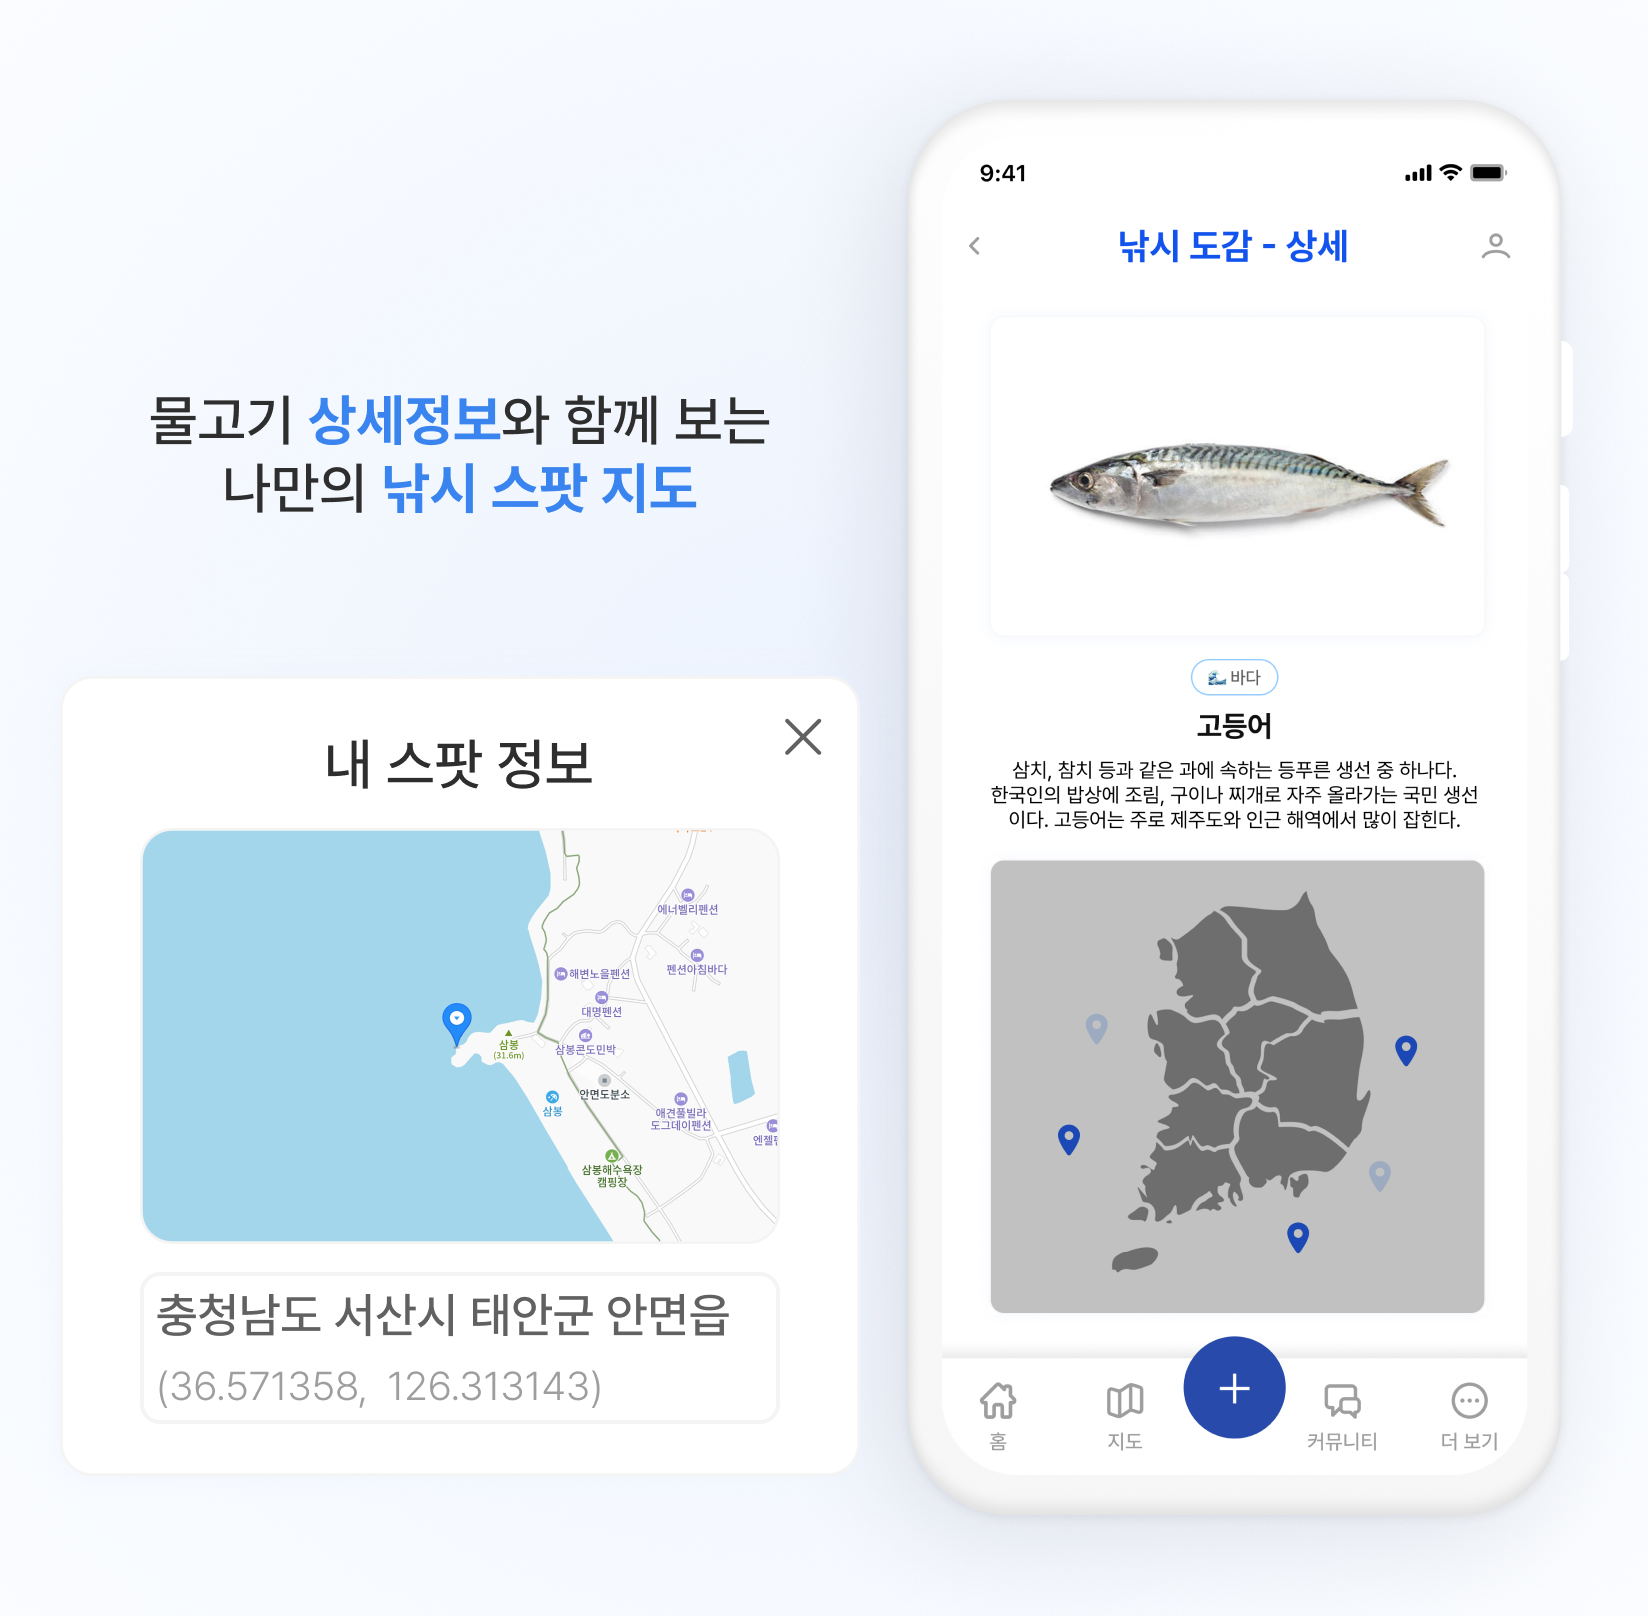 물고기 상세정보와 함께 보는
나만의 낚시 스팟 지도
내 스팟 정보
에너벨리펜션
펜션아침바다
해변노을펜션
대명펜션
삼봉
(31.6m)
삼봉콘도민박
안면도분소
삼봉
애견풀빌라
도그데이펜션
엔젤펜
삼봉해수욕장
캠핑장
충청남도 서산시 태안군 안면읍
(36.571358, 126.313143)
9:41
낚시 도감 - 상세
바다
고등어
삼치, 참치 등과 같은 과에 속하는 등푸른 생선 중 하나다.
한국인의 밥상에 조림, 구이나 찌개로 자주 올라가는 국민 생선
이다. 고등어는 주로 제주도와 인근 해역에서 많이 잡힌다.
홈
지도
커뮤니티
더 보기